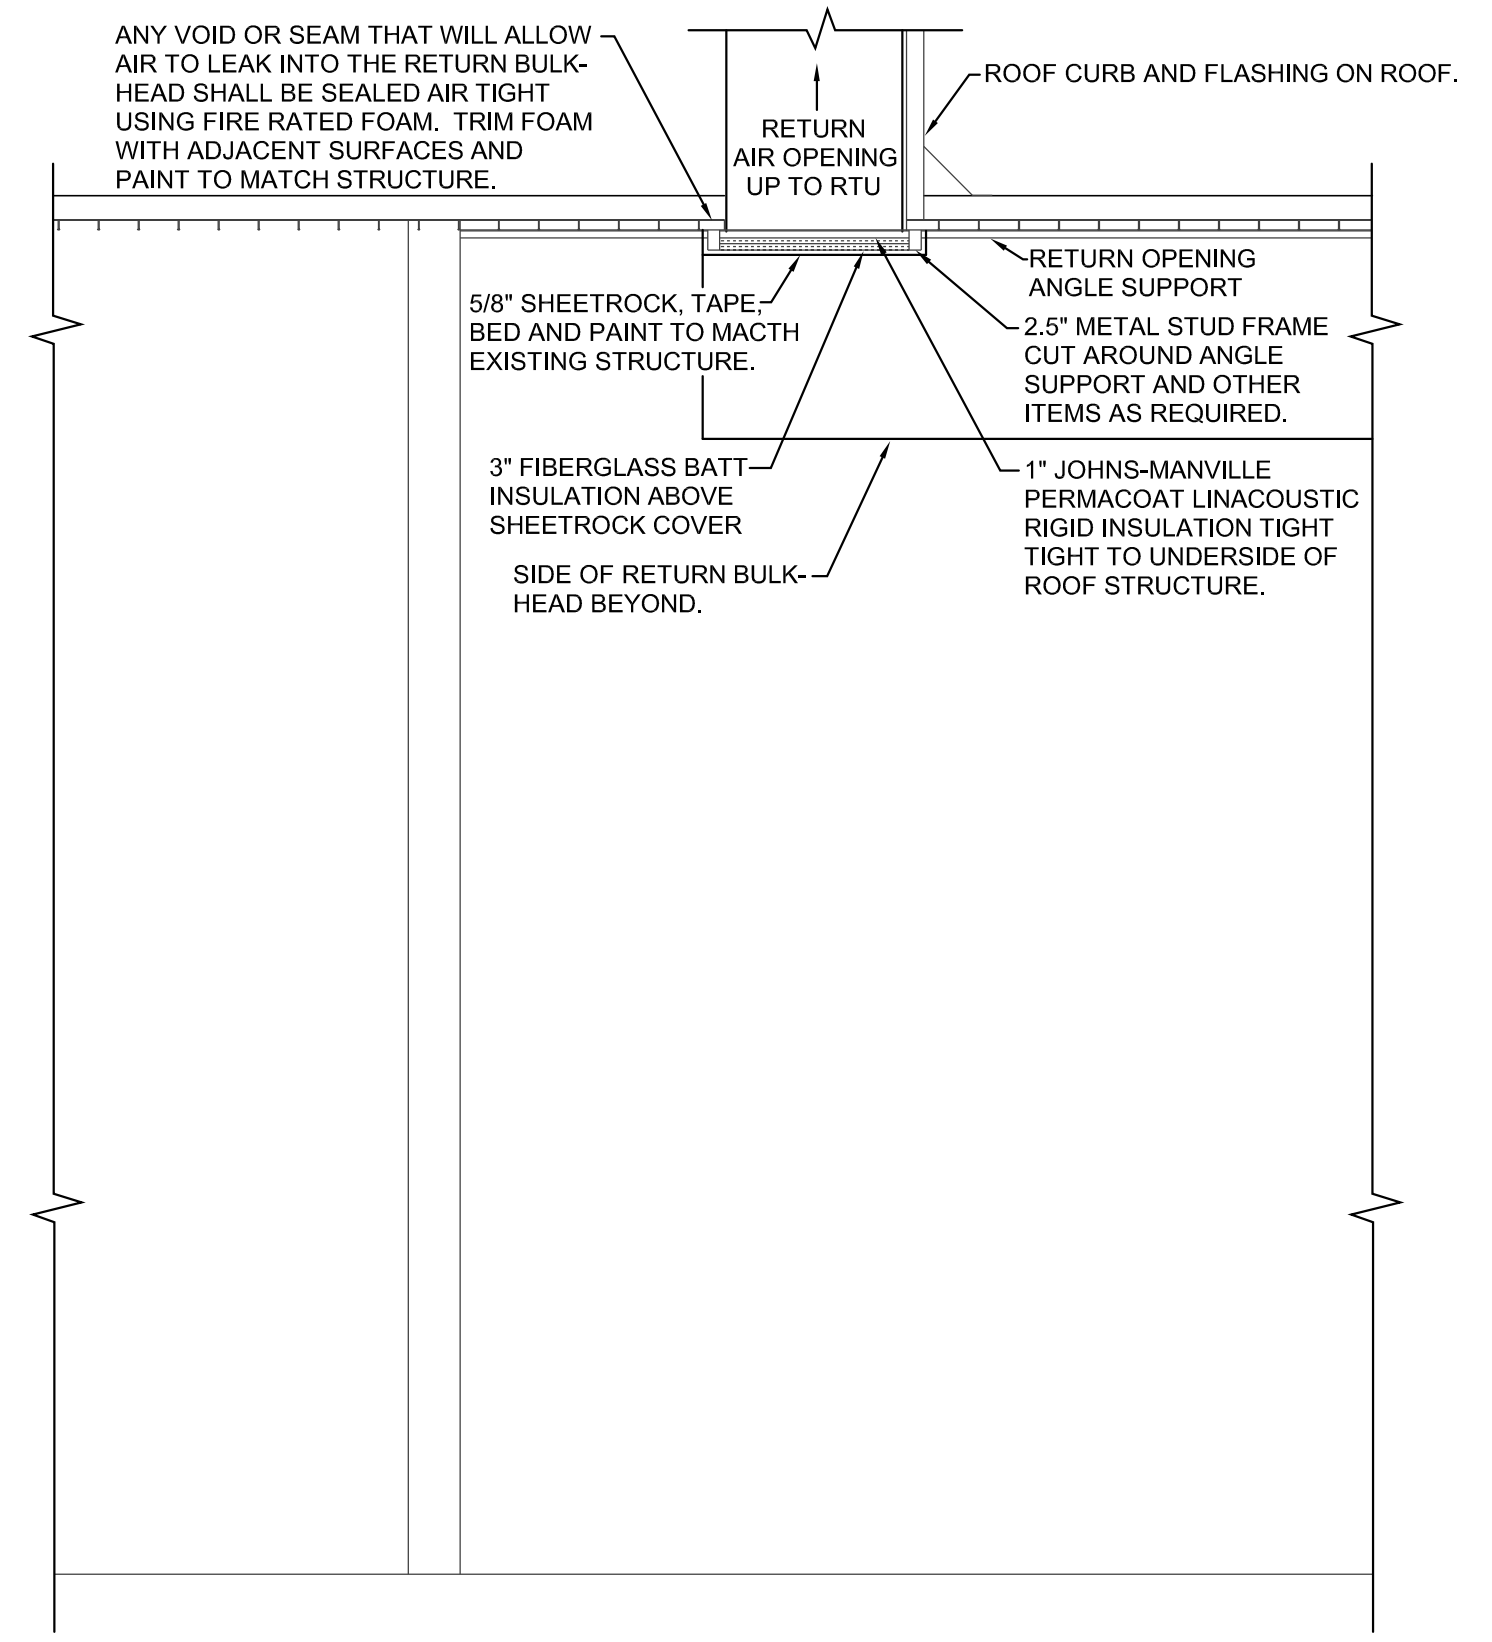 ANY VOID OR SEAM THAT WILL ALLOW
AIR TO LEAK INTO THE RETURN BULK-
HEAD SHALL BE SEALED AIR TIGHT
USING FIRE RATED FOAM.  TRIM FOAM
WITH ADJACENT SURFACES AND
PAINT TO MATCH STRUCTURE.
RETURN
AIR OPENING
UP TO RTU
ROOF CURB AND FLASHING ON ROOF.
RETURN OPENING
ANGLE SUPPORT
5/8" SHEETROCK, TAPE,
BED AND PAINT TO MACTH
EXISTING STRUCTURE.
2.5" METAL STUD FRAME
CUT AROUND ANGLE
SUPPORT AND OTHER
ITEMS AS REQUIRED.
3" FIBERGLASS BATT
INSULATION ABOVE
SHEETROCK COVER
1" JOHNS-MANVILLE
PERMACOAT LINACOUSTIC
RIGID INSULATION TIGHT
TIGHT TO UNDERSIDE OF
ROOF STRUCTURE.
SIDE OF RETURN BULK-
HEAD BEYOND.